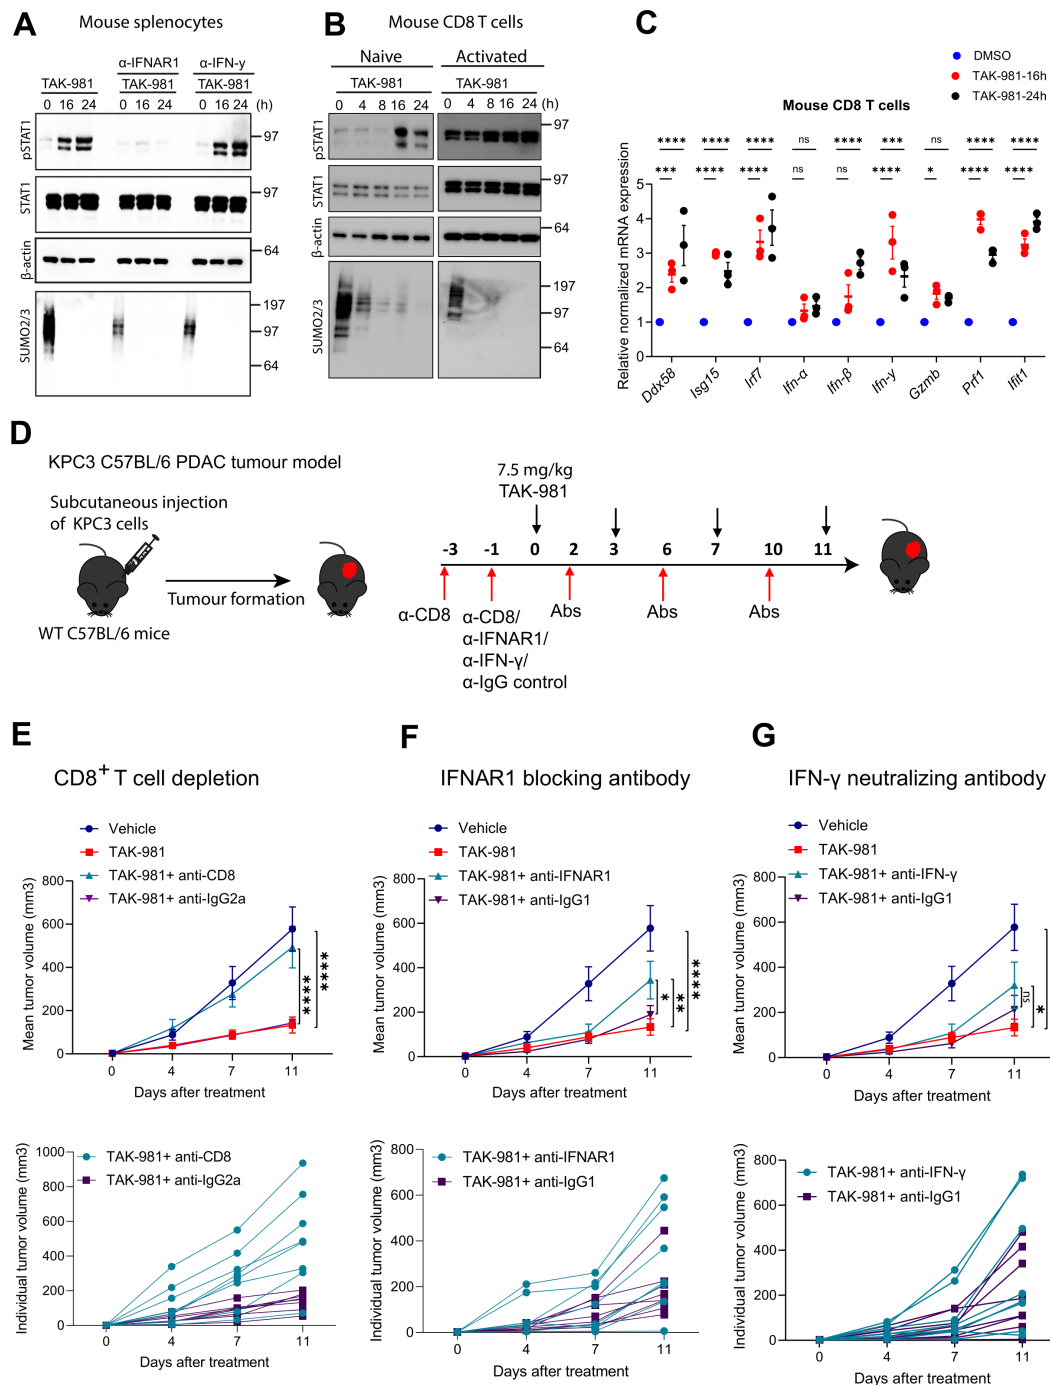 A
Mouse splenocytes
α-IFNAR1
α-IFN-y
TAK-981
TAK-981
TAK-981
0 16 24 0 16 24 0 16 24 (h)
pSTAT1
97
STAT1
97
β-actin
64
SUMO2/3
197
97
64
B
Mouse CD8 T cells
Naive
Activated
TAK-981
TAK-981
0 4 8 16 24 0 4 8 16 24 (h)
pSTAT1
97
STAT1
97
β-actin
64
SUMO2/3
197
97
64
C
DMSO
TAK-981-16h
TAK-981-24h
Mouse CD8 T cells
**** **** **** ns **** *** ns **** ****
*** **** **** ns ns **** * **** ****
Relative normalized mRNA expression
5
4
3
2
1
0
Ddx58 Isg15 Irf7 Ifn-α Ifn-β Ifn-y Gzmb Prf1 Ifit1
D
KPC3 C57BL/6 PDAC tumour model
Subcutaneous injection
of KPC3 cells
WT C57BL/6 mice
Tumour formation
7.5 mg/kg
TAK-981
-3 -1 0 2 3 6 7 10 11
α-CD8
α-CD8/
α-IFNAR1/
α-IFN-γ/
α-IgG control
Abs
Abs
Abs
E
CD8+ T cell depletion
Vehicle
TAK-981
TAK-981+ anti-CD8
TAK-981+ anti-IgG2a
Mean tumor volume (mm3)
800
600
400
200
0
0 4 7 11
Days after treatment
****
****
F
IFNAR1 blocking antibody
Vehicle
TAK-981
TAK-981+ anti-IFNAR1
TAK-981+ anti-IgG1
Mean tumor volume (mm3)
800
600
400
200
0
0 4 7 11
Days after treatment
*
**
****
G
IFN-γ neutralizing antibody
Vehicle
TAK-981
TAK-981+ anti-IFN-γ
TAK-981+ anti-IgG1
Mean tumor volume (mm3)
800
600
400
200
0
0 4 7 11
Days after treatment
ns
*
TAK-981+ anti-CD8
TAK-981+ anti-IgG2a
Individual tumor volume (mm3)
1000
800
600
400
200
0
0 4 7 11
Days after treatment
TAK-981+ anti-IFNAR1
TAK-981+ anti-IgG1
Individual tumor volume (mm3)
800
600
400
200
0
0 4 7 11
Days after treatment
TAK-981+ anti-IFN-γ
TAK-981+ anti-IgG1
Individual tumor volume (mm3)
800
600
400
200
0
0 4 7 11
Days after treatment